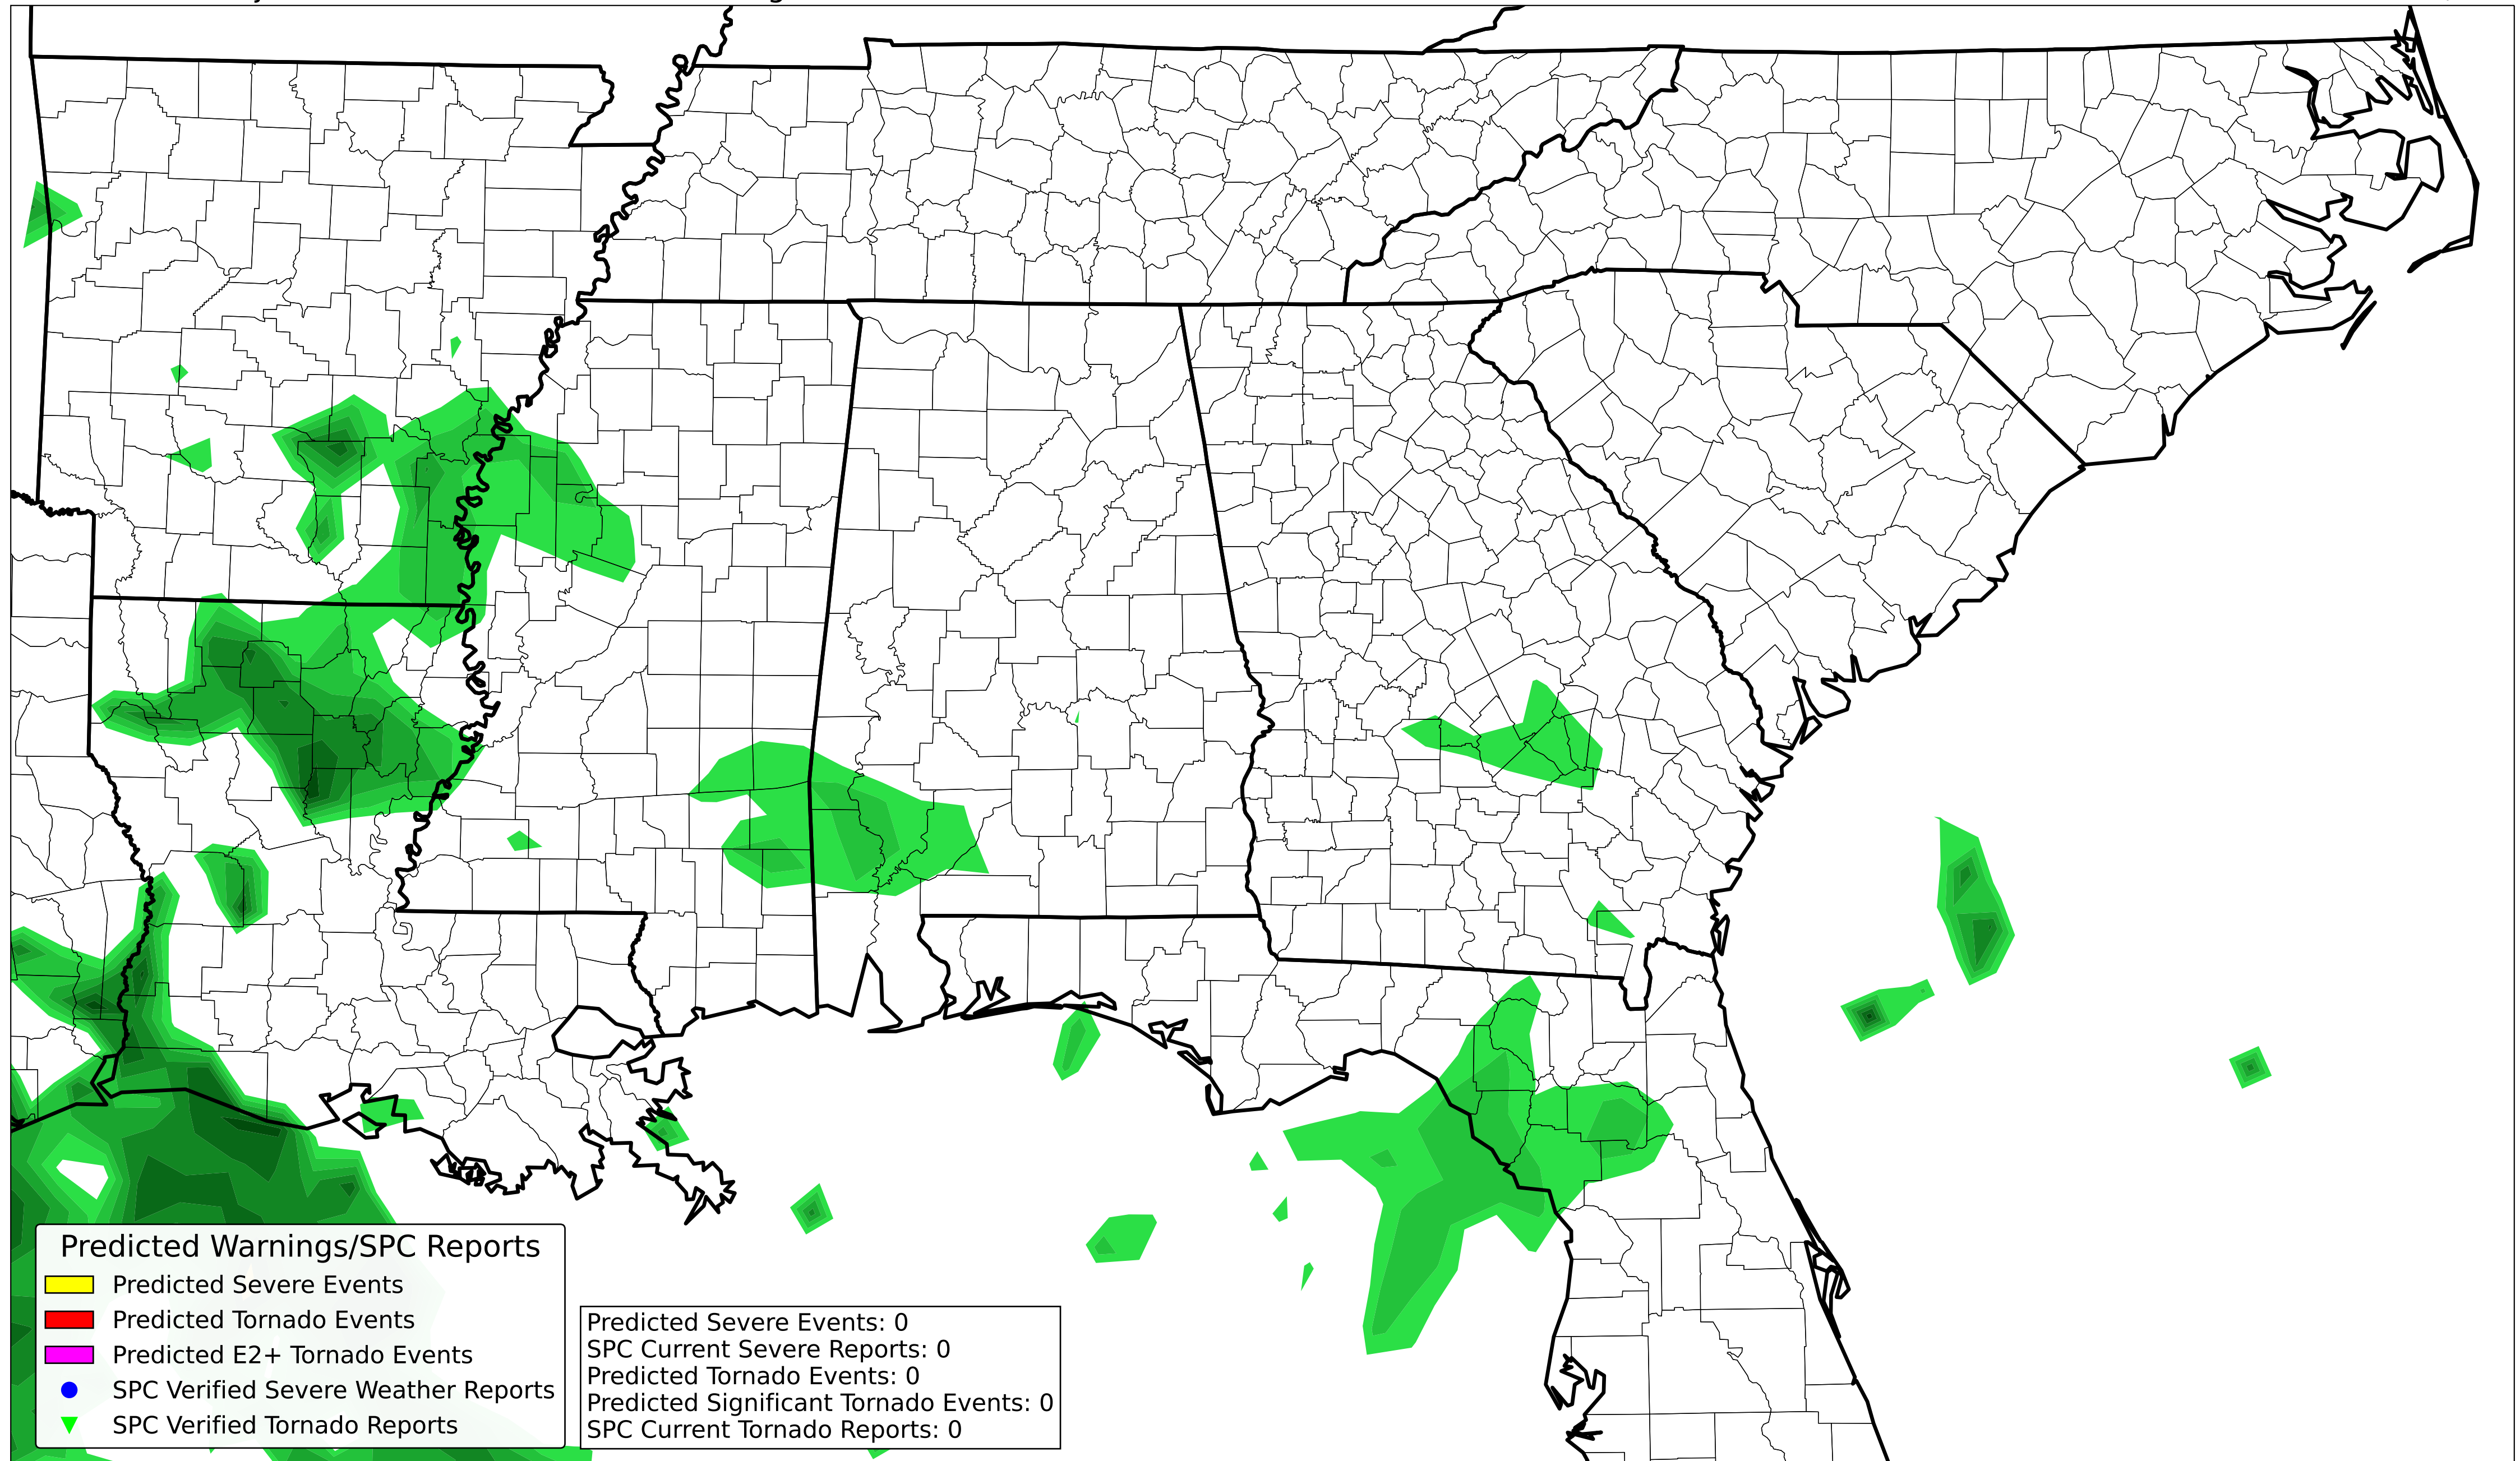 Predicted Warnings/SPC Reports
Predicted Severe Events
Predicted Tornado Events
Predicted E2+ Tornado Events
SPC Verified Severe Weather Reports
SPC Verified Tornado Reports
Predicted Severe Events: 0
SPC Current Severe Reports: 0
Predicted Tornado Events: 0
Predicted Significant Tornado Events: 0
SPC Current Tornado Reports: 0